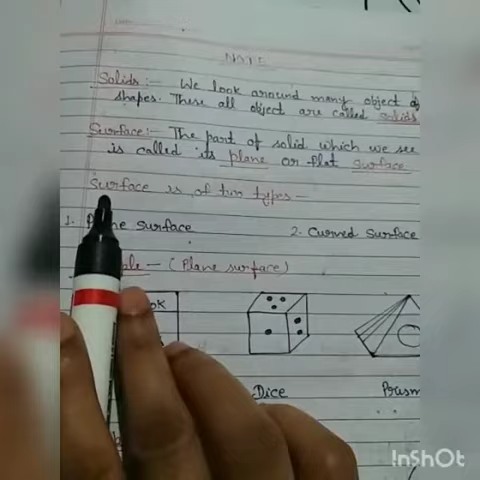 NOTE
Solids:- We look around many object of
shapes. These all object are called solids
Surface:- The part of solid which we see
is called its plane or flat surface
Surface is of two types-
1. Plane surface 2. Curved Surface
(Plane surface)
Dice Prism
InShOt